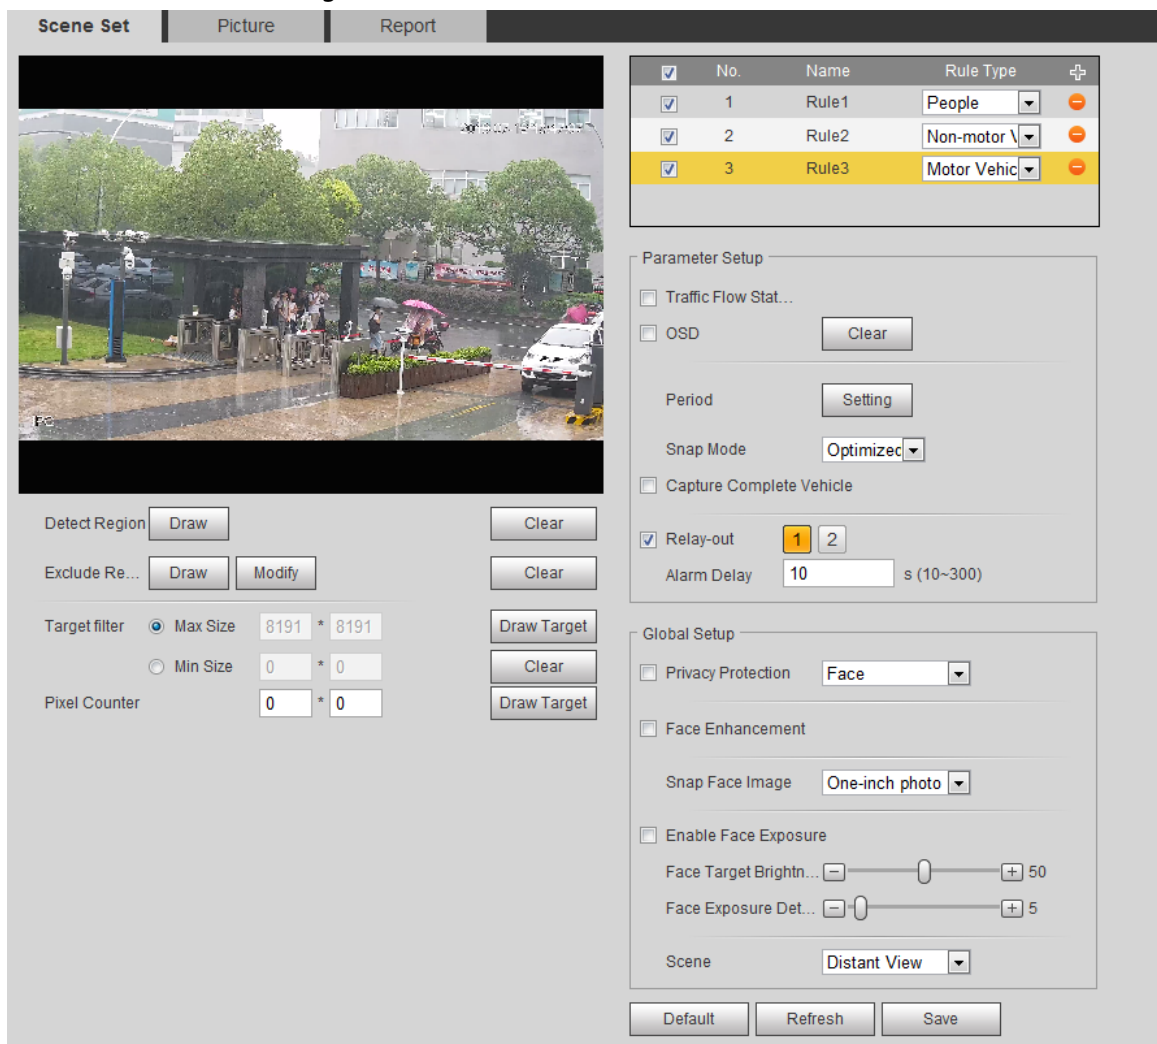 Scene Set Picture Report
No. Name Rule Type
1 Rule1 People
2 Rule2 Non-motor V
3 Rule3 Motor Vehic
Parameter Setup
Traffic Flow Stat...
OSD Clear
Period Setting
Snap Mode Optimized
Capture Complete Vehicle
Relay-out 1 2
Alarm Delay 10 s (10~300)
Detect Region Draw Clear
Exclude Re... Draw Modify Clear
Target filter Max Size 8191 * 8191 Draw Target
Min Size 0 * 0 Clear
Pixel Counter 0 * 0 Draw Target
Global Setup
Privacy Protection Face
Face Enhancement
Snap Face Image One-inch photo
Enable Face Exposure
Face Target Brightn... 50
Face Exposure Det... 5
Scene Distant View
Default Refresh Save